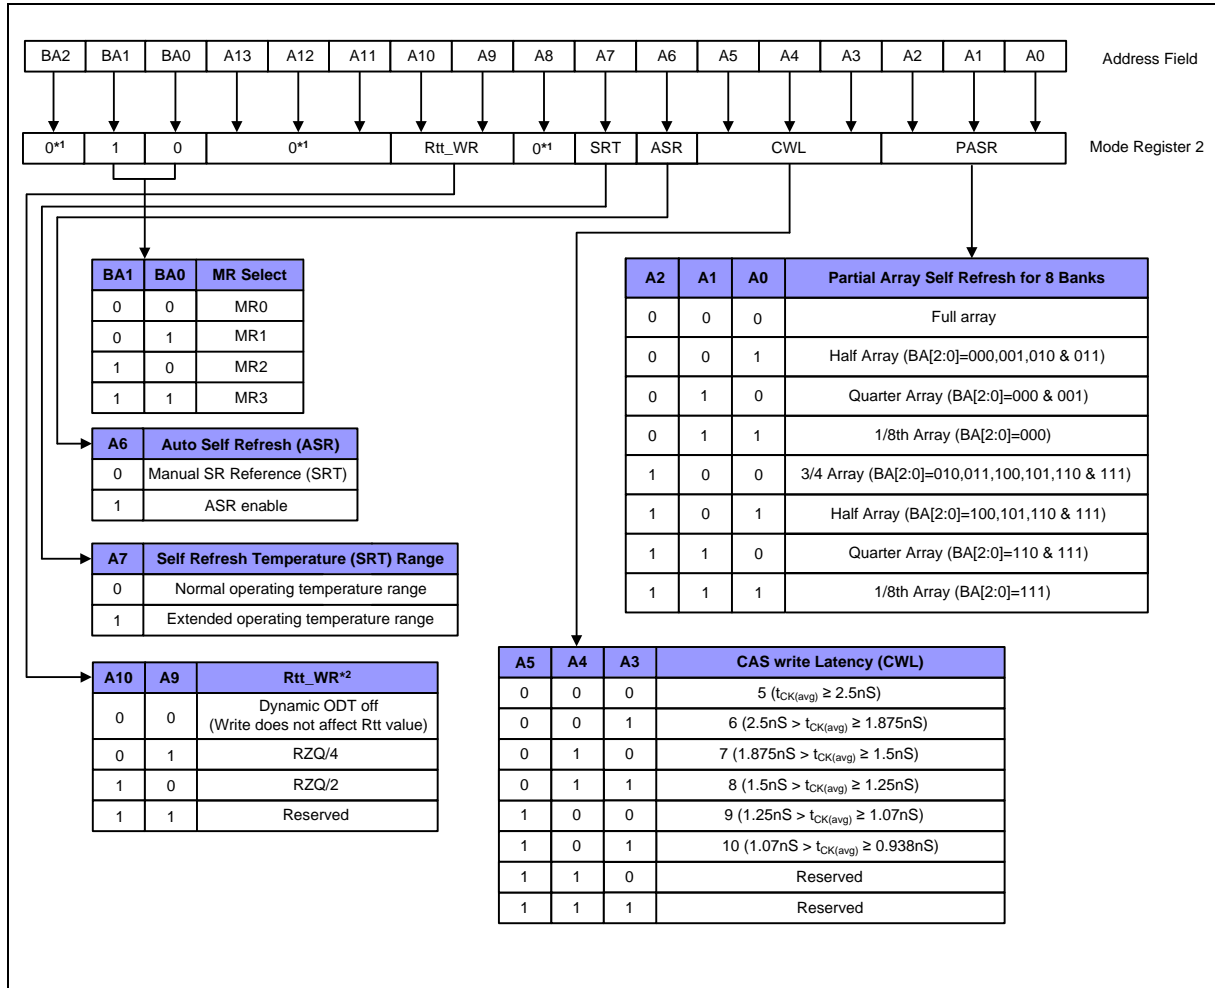 BA2 BA1 BA0 A13 A12 A11 A10 A9 A8 A7 A6 A5 A4 A3 A2 A1 A0 Address Field
0*1 1 0 0*1 Rtt_WR 0*1 SRT ASR CWL PASR Mode Register 2
BA1 BA0 MR Select
0 0 MR0
0 1 MR1
1 0 MR2
1 1 MR3
A6 Auto Self Refresh (ASR)
0 Manual SR Reference (SRT)
1 ASR enable
A7 Self Refresh Temperature (SRT) Range
0 Normal operating temperature range
1 Extended operating temperature range
A10 A9 Rtt_WR*2
0 0 Dynamic ODT off
(Write does not affect Rtt value)
0 1 RZQ/4
1 0 RZQ/2
1 1 Reserved
A2 A1 A0 Partial Array Self Refresh for 8 Banks
0 0 0 Full array
0 0 1 Half Array (BA[2:0]=000,001,010 & 011)
0 1 0 Quarter Array (BA[2:0]=000 & 001)
0 1 1 1/8th Array (BA[2:0]=000)
1 0 0 3/4 Array (BA[2:0]=010,011,100,101,110 & 111)
1 0 1 Half Array (BA[2:0]=100,101,110 & 111)
1 1 0 Quarter Array (BA[2:0]=110 & 111)
1 1 1 1/8th Array (BA[2:0]=111)
A5 A4 A3 CAS write Latency (CWL)
0 0 0 5 (tCK(avg) ≥ 2.5nS)
0 0 1 6 (2.5nS > tCK(avg) ≥ 1.875nS)
0 1 0 7 (1.875nS > tCK(avg) ≥ 1.5nS)
0 1 1 8 (1.5nS > tCK(avg) ≥ 1.25nS)
1 0 0 9 (1.25nS > tCK(avg) ≥ 1.07nS)
1 0 1 10 (1.07nS > tCK(avg) ≥ 0.938nS)
1 1 0 Reserved
1 1 1 Reserved